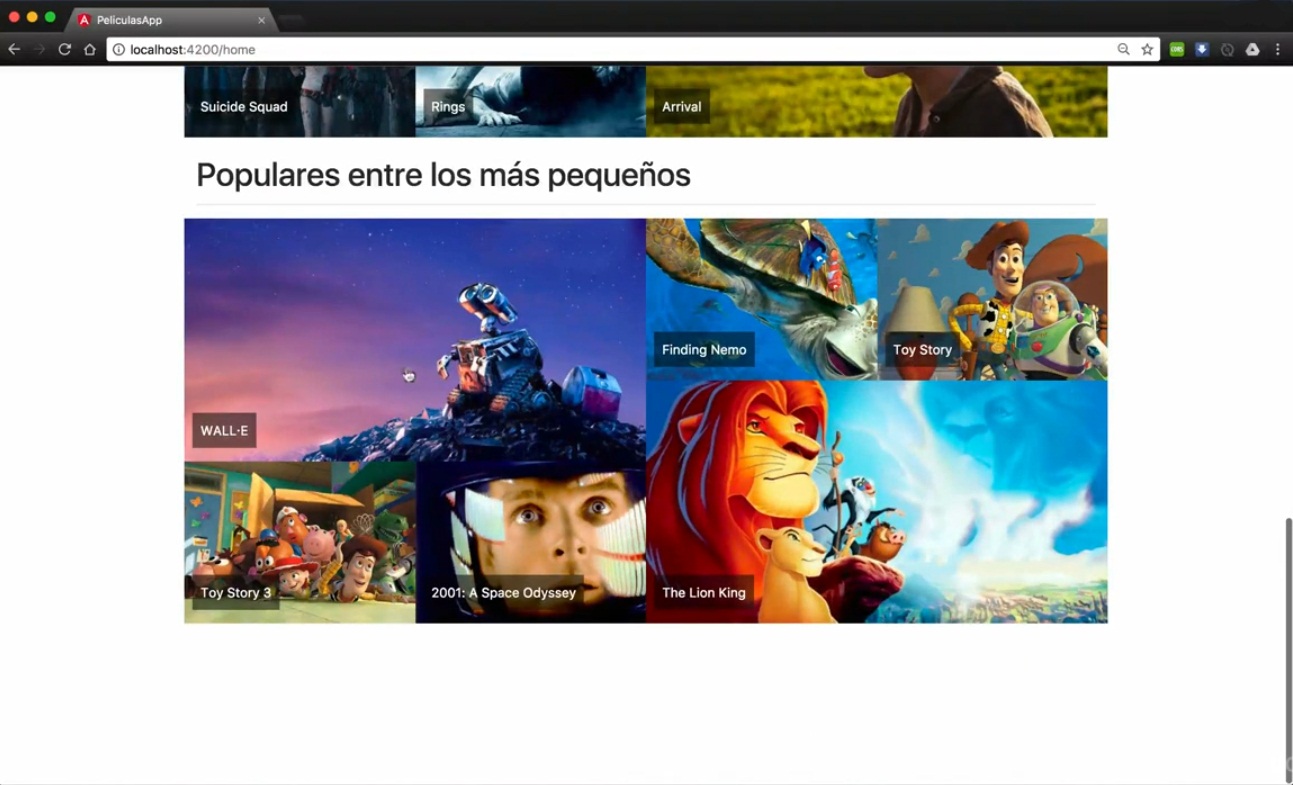 PeliculasApp
localhost:4200/home
Suicide Squad
Rings
Arrival
Populares entre los más pequeños
WALL·E
Finding Nemo
Toy Story
Toy Story 3
2001: A Space Odyssey
The Lion King